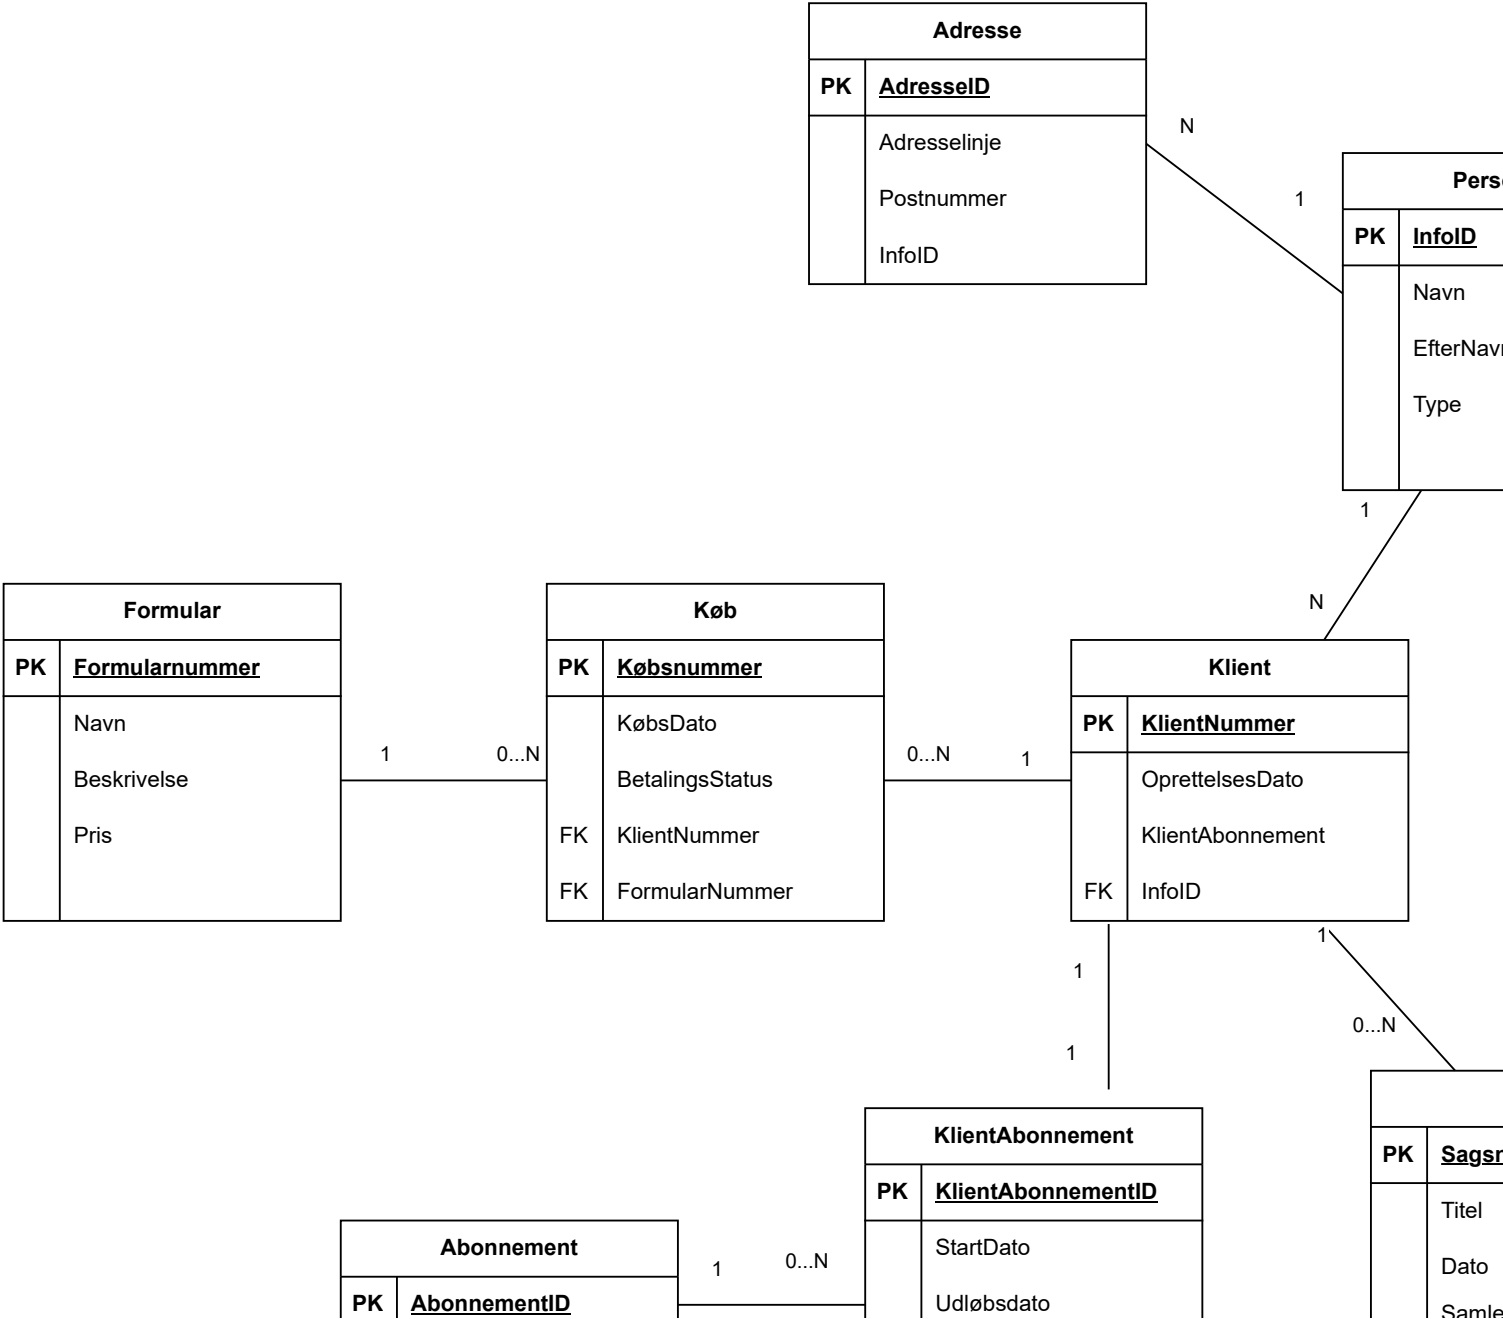 Adresse
PK AdresseID
Adresselinje
Postnummer
InfoID
N
1
PK InfoID
Navn
Type
1
N
Formular
PK Formularnummer
Navn
Beskrivelse
Pris
1
0...N
Køb
PK Købsnummer
KøbsDato
BetalingsStatus
FK KlientNummer
FK FormularNummer
0...N
1
Klient
PK KlientNummer
OprettelsesDato
KlientAbonnement
FK InfoID
1
1
1
0...N
KlientAbonnement
PK KlientAbonnementID
StartDato
Udløbsdato
Abonnement
PK AbonnementID
1
0...N
PK
Titel
Dato